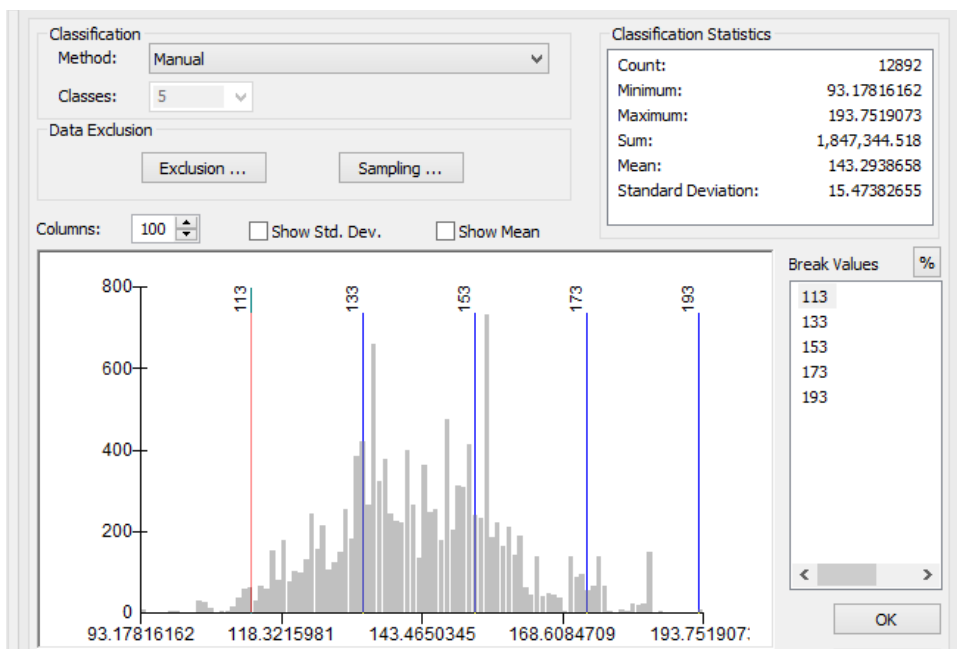 Classification
Method: Manual
Classes: 5
Data Exclusion
Exclusion ...
Sampling ...
Classification Statistics
Count: 12892
Minimum: 93.17816162
Maximum: 193.7519073
Sum: 1,847,344.518
Mean: 143.2938658
Standard Deviation: 15.47382655
Columns: 100 Show Std. Dev. Show Mean
Break Values %
113
133
153
173
193
800
600
400
200
0
113 133 153 173 193
93.17816162 118.3215981 143.4650345 168.6084709 193.751907
OK